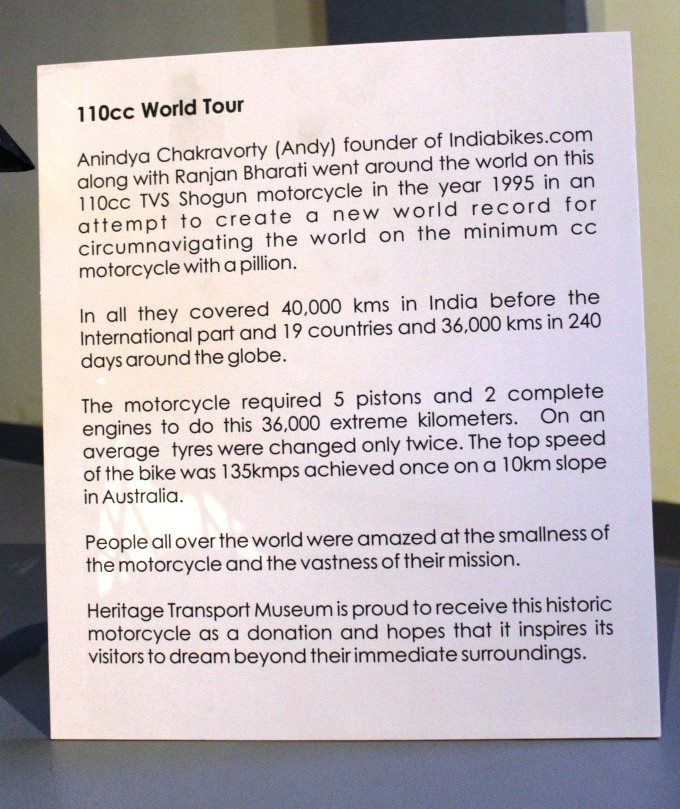 110cc World Tour
Anindya Chakravorty (Andy) founder of Indiabikes.com
along with Ranjan Bharati went around the world on this
110cc TVS Shogun motorcycle in the year 1995 in an
attempt to create a new world record for
circumnavigating the world on the minimum cc
motorcycle with a pillion.
In all they covered 40,000 kms in India before the
International part and 19 countries and 36,000 kms in 240
days around the globe.
The motorcycle required 5 pistons and 2 complete
engines to do this 36,000 extreme kilometers. On an
average tyres were changed only twice. The top speed
of the bike was 135kmps achieved once on a 10km slope
in Australia.
People all over the world were amazed at the smallness of
the motorcycle and the vastness of their mission.
Heritage Transport Museum is proud to receive this historic
motorcycle as a donation and hopes that it inspires its
visitors to dream beyond their immediate surroundings.